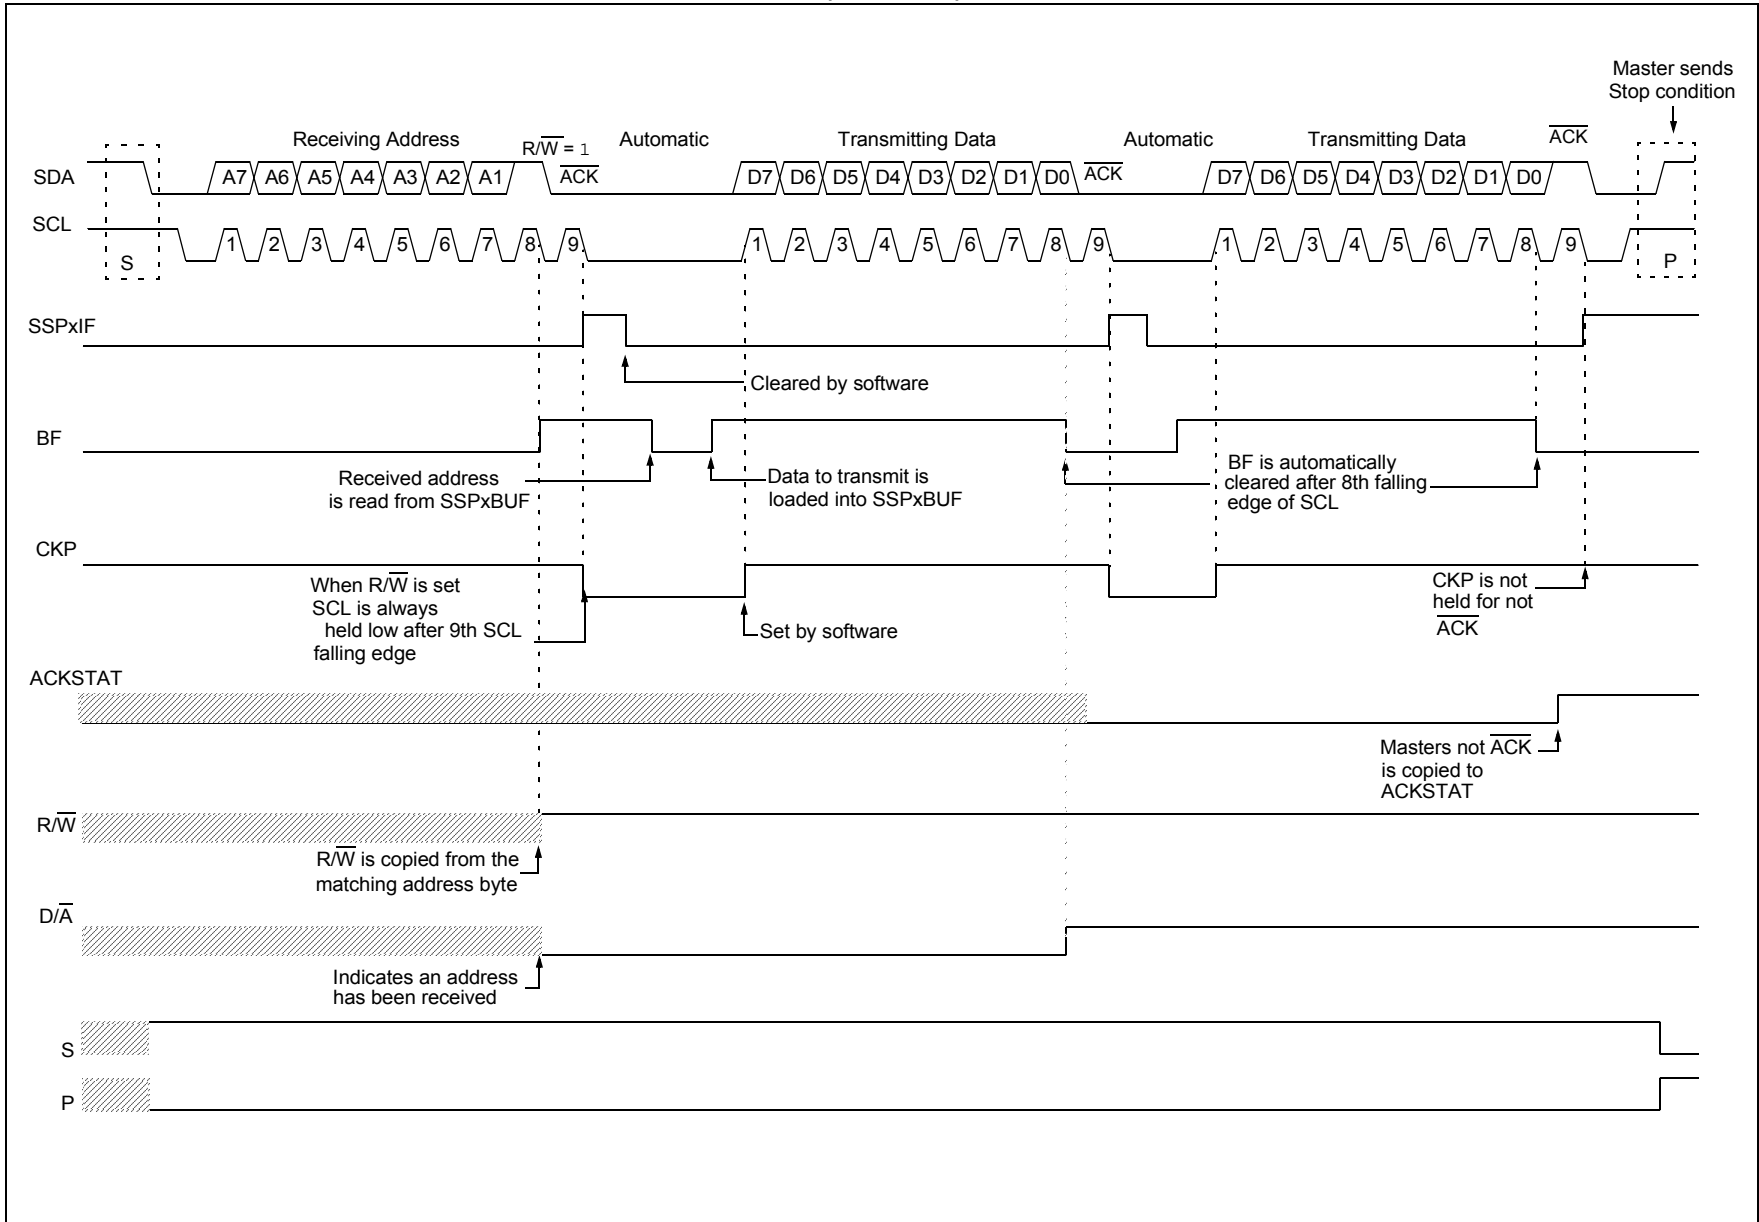 Master sends
Stop condition
Receiving Address
R/W = 1
Automatic
Transmitting Data
Automatic
Transmitting Data
ACK
SDA
A7 A6 A5 A4 A3 A2 A1
ACK
D7 D6 D5 D4 D3 D2 D1 D0
ACK
D7 D6 D5 D4 D3 D2 D1 D0
SCL
S
1 2 3 4 5 6 7 8 9
1 2 3 4 5 6 7 8 9
1 2 3 4 5 6 7 8 9
P
SSPxIF
Cleared by software
BF
Received address
is read from SSPxBUF
Data to transmit is
loaded into SSPxBUF
BF is automatically
cleared after 8th falling
edge of SCL
CKP
When R/W is set
SCL is always
held low after 9th SCL
falling edge
Set by software
CKP is not
held for not
ACK
ACKSTAT
Masters not ACK
is copied to
ACKSTAT
R/W
R/W is copied from the
matching address byte
D/A
Indicates an address
has been received
S
P